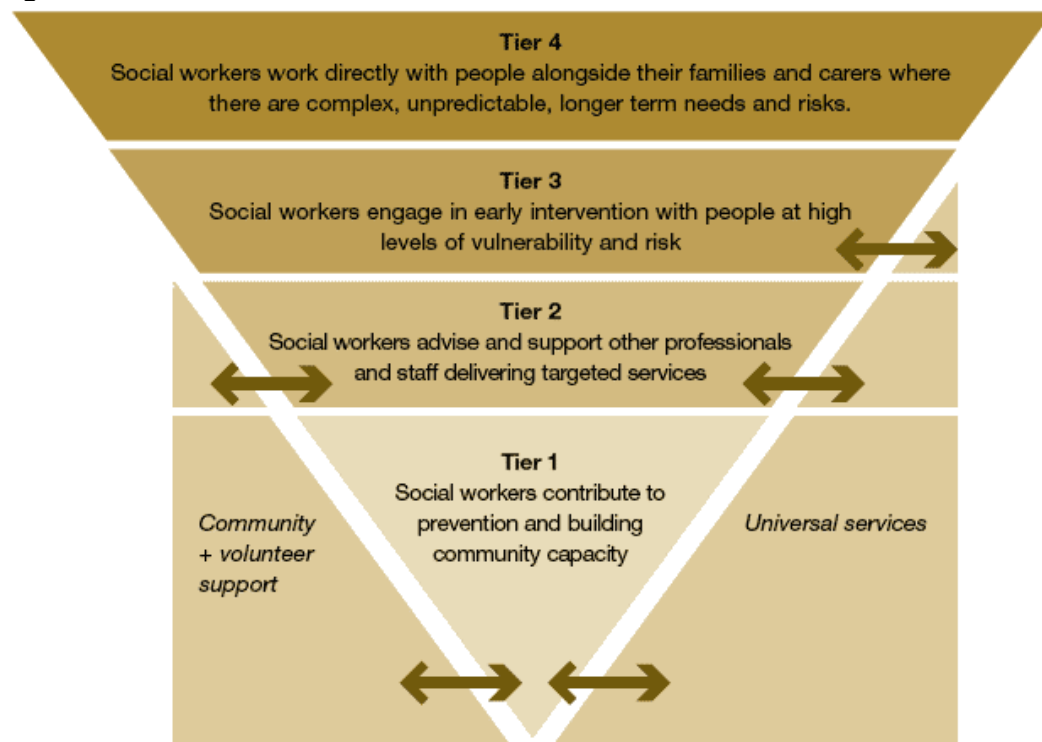 Tier 4
Social workers work directly with people alongside their families and carers where
there are complex, unpredictable, longer term needs and risks.
Tier 3
Social workers engage in early intervention with people at high
levels of vulnerability and risk
Tier 2
Social workers advise and support other professionals
and staff delivering targeted services
Tier 1
Social workers contribute to
prevention and building
community capacity
Community
+ volunteer
support
Universal services